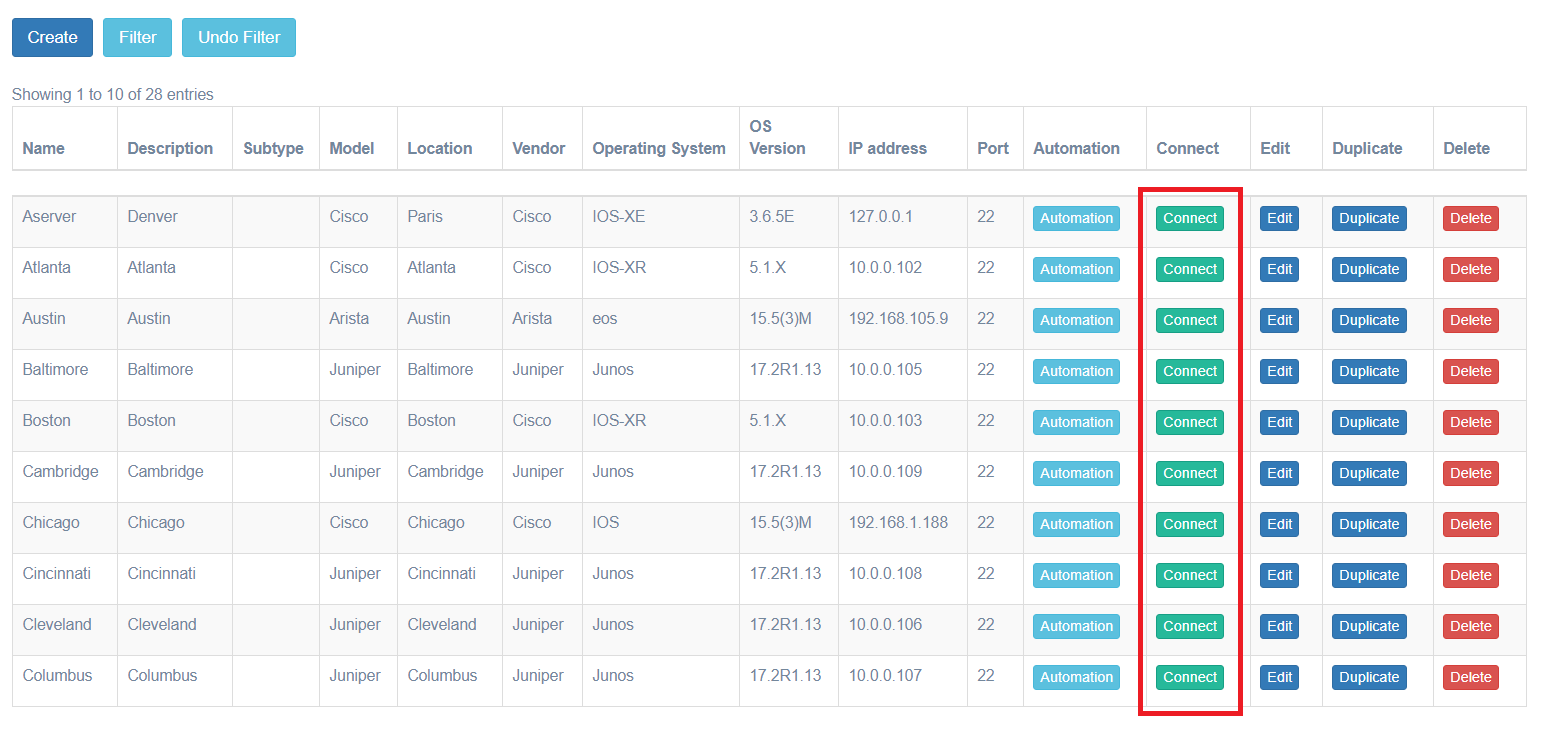 Create Filter Undo Filter
Showing 1 to 10 of 28 entries
Name Description Subtype Model Location Vendor Operating System OS Version IP address Port Automation Connect Edit Duplicate Delete
Aserver Denver Cisco Paris Cisco IOS-XE 3.6.5E 127.0.0.1 22 Automation Connect Edit Duplicate Delete
Atlanta Atlanta Cisco Atlanta Cisco IOS-XR 5.1.X 10.0.0.102 22 Automation Connect Edit Duplicate Delete
Austin Austin Arista Austin Arista eos 15.5(3)M 192.168.105.9 22 Automation Connect Edit Duplicate Delete
Baltimore Baltimore Juniper Baltimore Juniper Junos 17.2R1.13 10.0.0.105 22 Automation Connect Edit Duplicate Delete
Boston Boston Cisco Boston Cisco IOS-XR 5.1.X 10.0.0.103 22 Automation Connect Edit Duplicate Delete
Cambridge Cambridge Juniper Cambridge Juniper Junos 17.2R1.13 10.0.0.109 22 Automation Connect Edit Duplicate Delete
Chicago Chicago Cisco Chicago Cisco IOS 15.5(3)M 192.168.1.188 22 Automation Connect Edit Duplicate Delete
Cincinnati Cincinnati Juniper Cincinnati Juniper Junos 17.2R1.13 10.0.0.108 22 Automation Connect Edit Duplicate Delete
Cleveland Cleveland Juniper Cleveland Juniper Junos 17.2R1.13 10.0.0.106 22 Automation Connect Edit Duplicate Delete
Columbus Columbus Juniper Columbus Juniper Junos 17.2R1.13 10.0.0.107 22 Automation Connect Edit Duplicate Delete